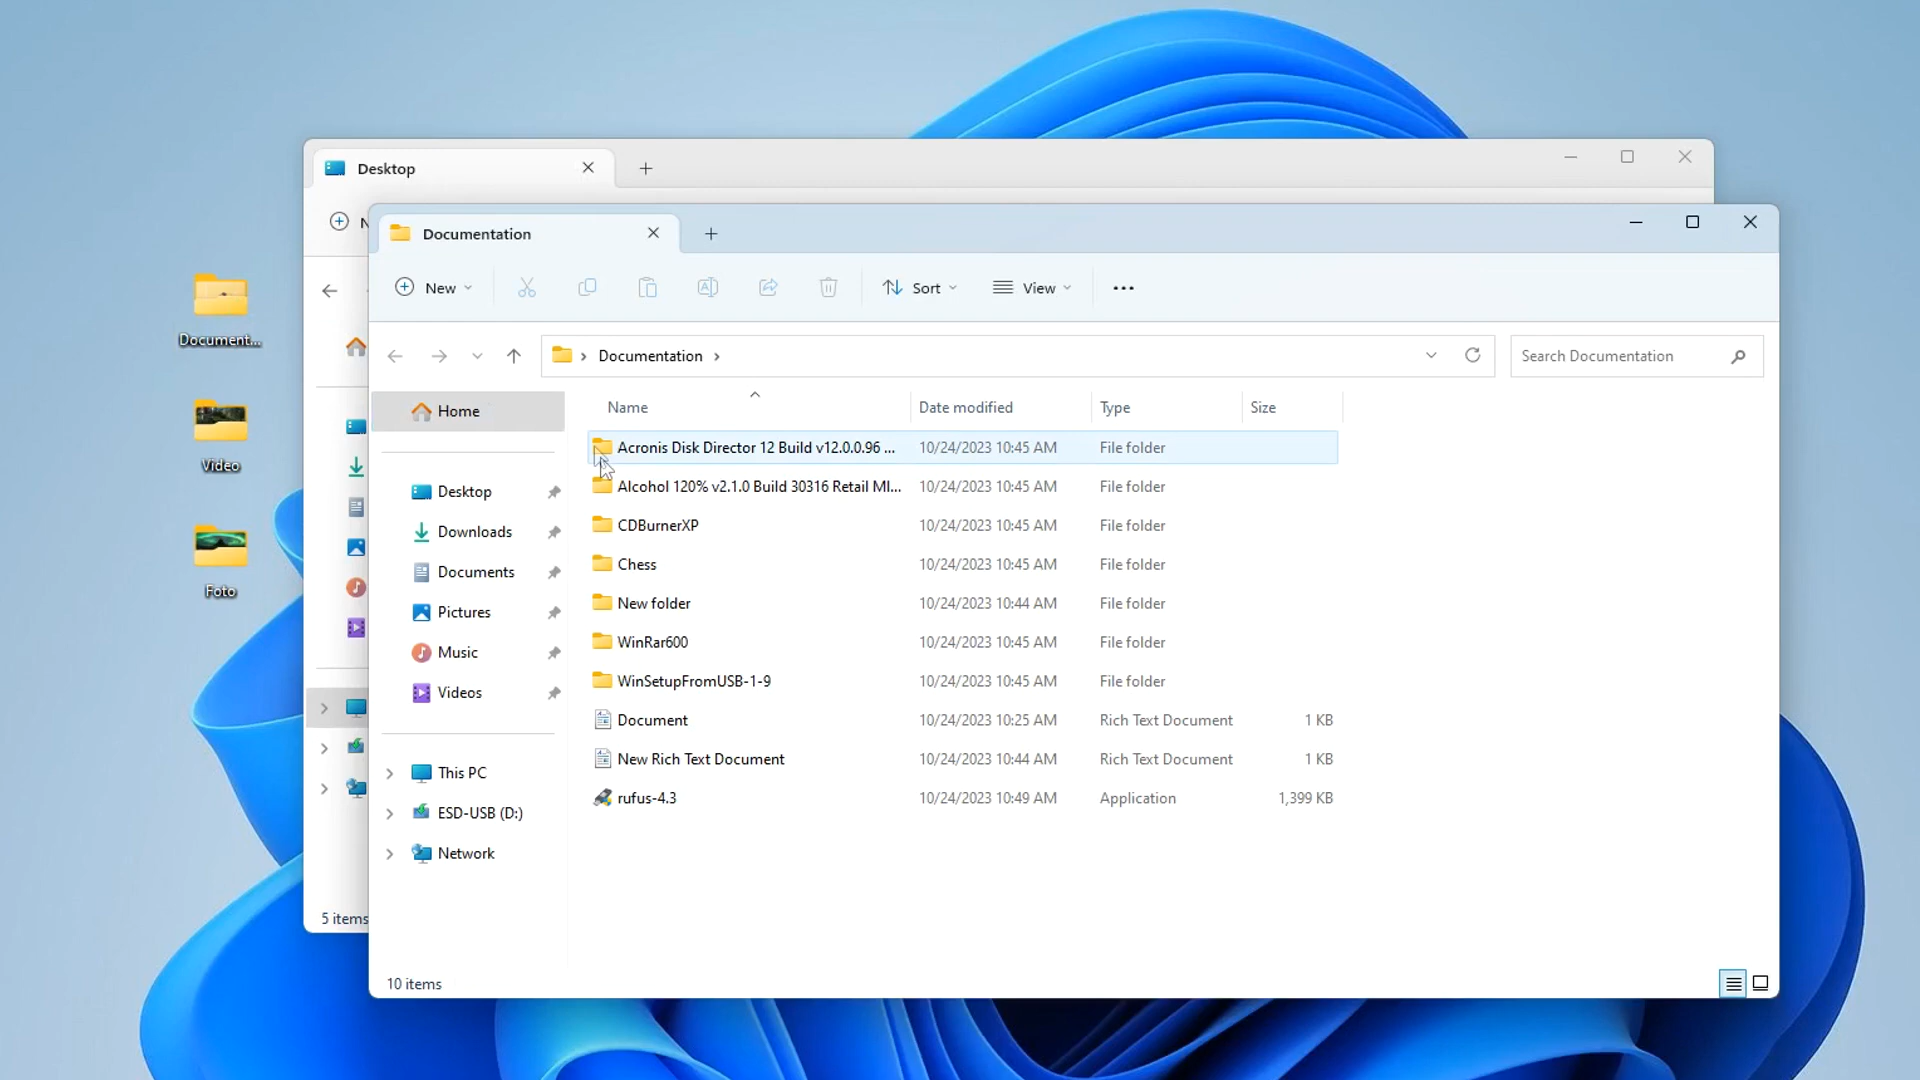 Desktop
N
Documentation
New
Sort
View
Documentation
Search Documentation
Name
Date modified
Type
Size
Home
Desktop
Downloads
Documents
Pictures
Music
Videos
This PC
ESD-USB (D:)
Network
Acronis Disk Director 12 Build v12.0.0.96 ... 10/24/2023 10:45 AM File folder
Alcohol 120% v2.1.0 Build 30316 Retail MI... 10/24/2023 10:45 AM File folder
CDBurnerXP 10/24/2023 10:45 AM File folder
Chess 10/24/2023 10:45 AM File folder
New folder 10/24/2023 10:44 AM File folder
WinRar600 10/24/2023 10:45 AM File folder
WinSetupFromUSB-1-9 10/24/2023 10:45 AM File folder
Document 10/24/2023 10:25 AM Rich Text Document 1 KB
New Rich Text Document 10/24/2023 10:44 AM Rich Text Document 1 KB
rufus-4.3 10/24/2023 10:49 AM Application 1,399 KB
10 items
5 items
Document...
Video
Foto